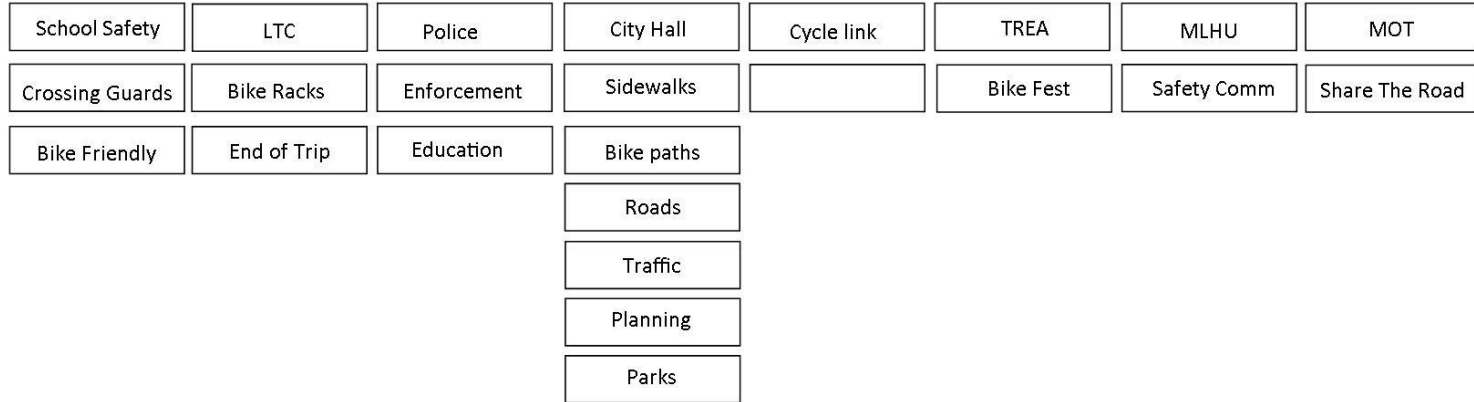 School Safety LTC Police City Hall Cycle link TREA MLHU MOT
Crossing Guards Bike Racks Enforcement Sidewalks Bike Fest Safety Comm Share The Road
Bike Friendly End of Trip Education Bike paths
Roads
Traffic
Planning
Parks